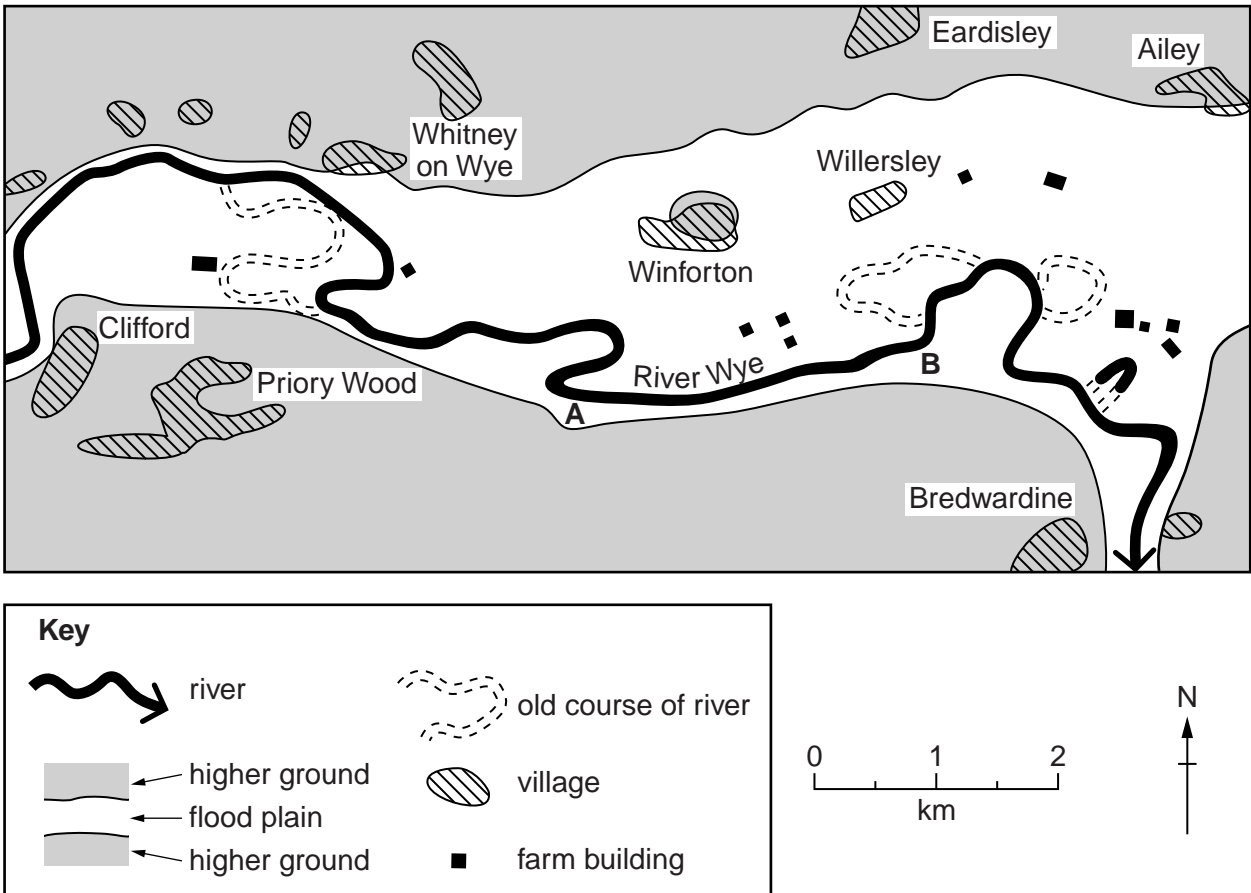 Eardisley
Ailey
Whitney
on Wye
Willersley
Winforton
Clifford
Priory Wood
River Wye
B
A
Bredwardine
Key
river
old course of river
higher ground
flood plain
higher ground
village
farm building
0 1 2
km
N